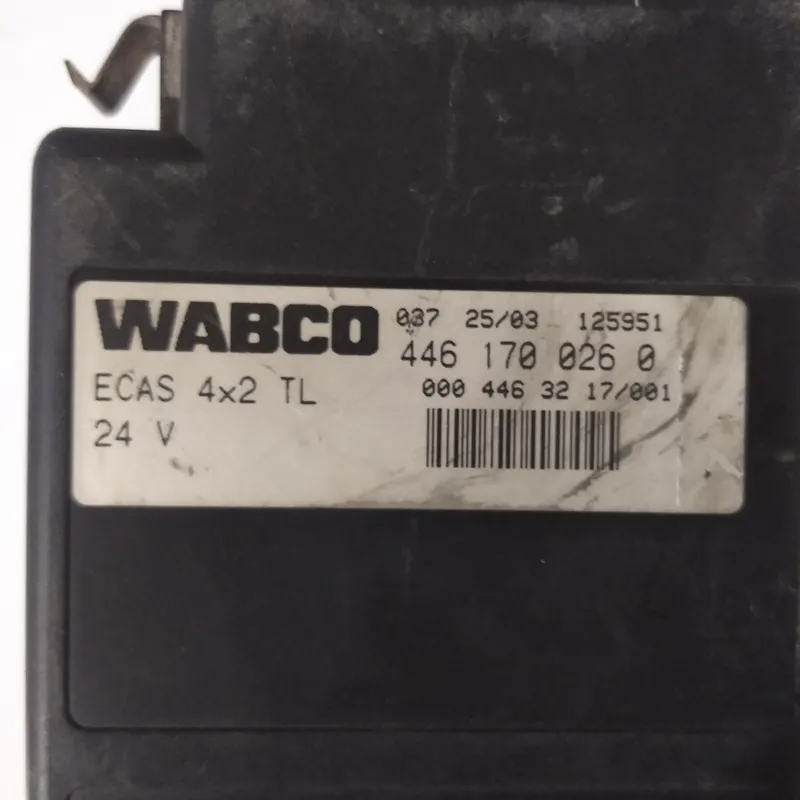 WABCO 037 25/03 125951
446 170 026 0
ECAS 4x2 TL 000 446 32 17/001
24 V